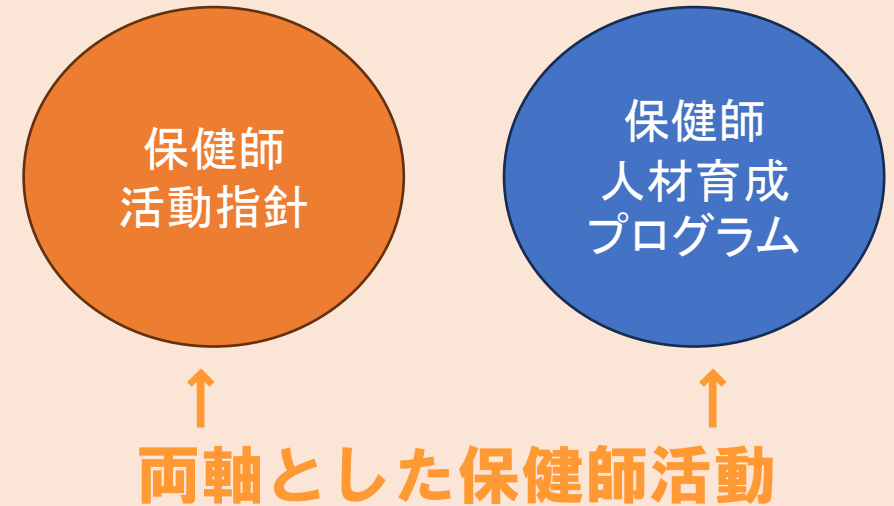 保健師
活動指針
保健師
人材育成
プログラム
↑
↑
両軸とした保健師活動